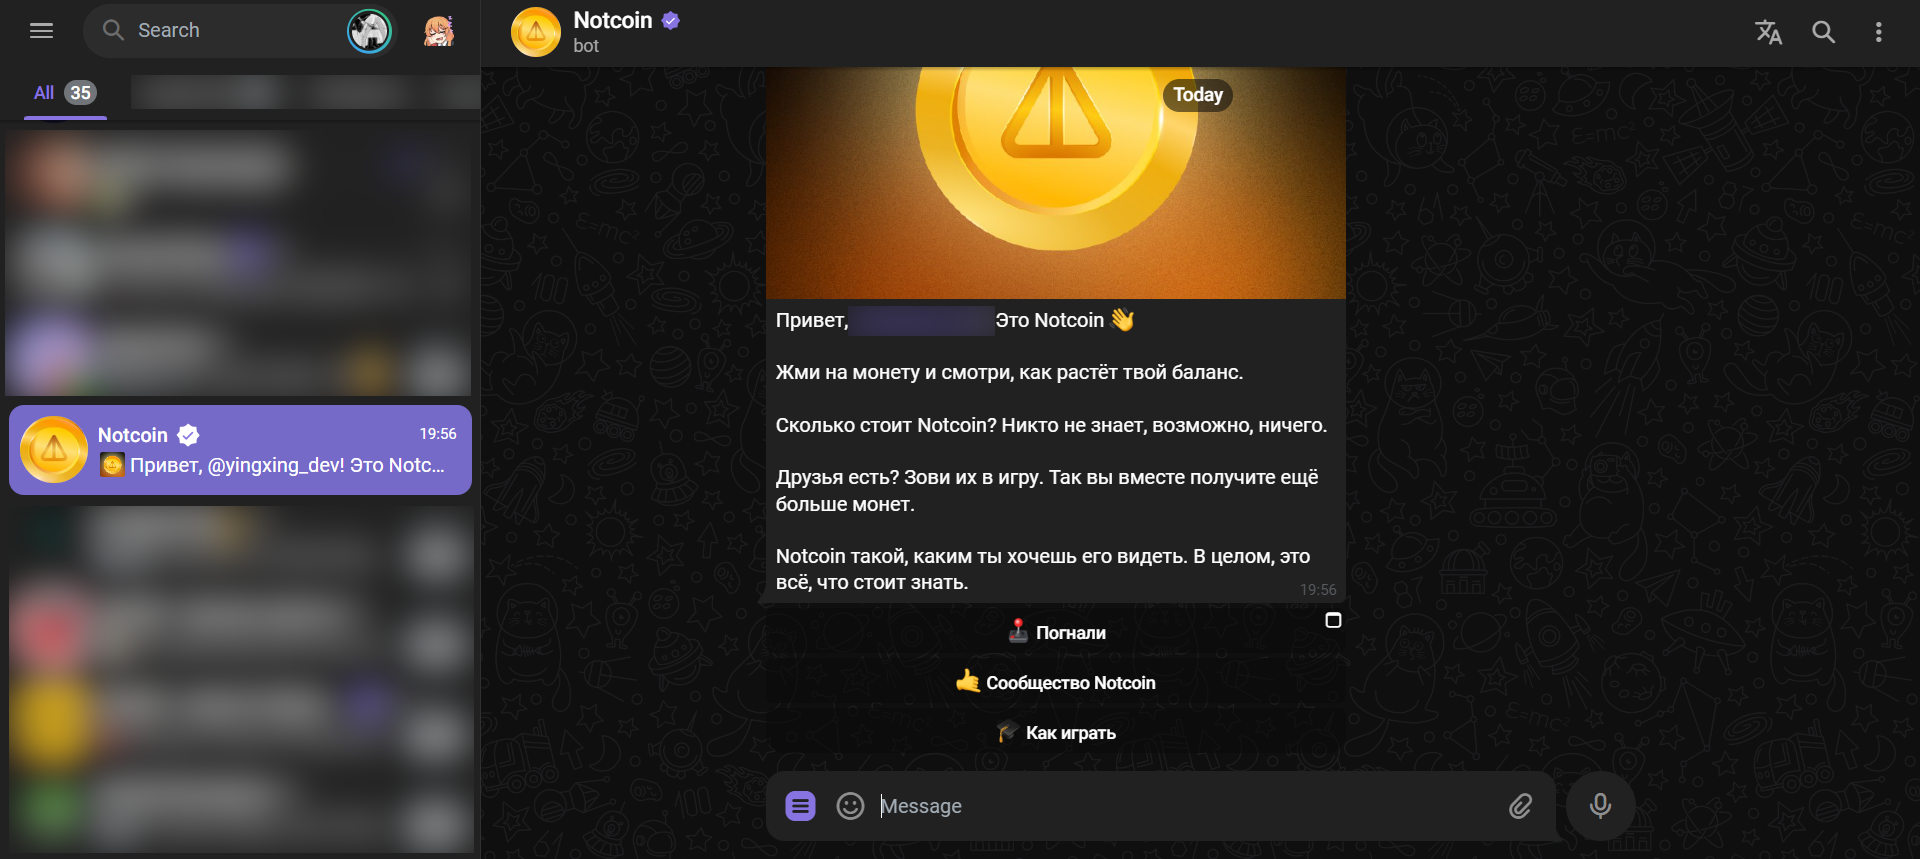 Search
All 35
Notcoin
19:56
Привет, @yingxing_dev! Это Notc...
Notcoin
bot
Today
Привет, Это Notcoin 👋
Жми на монету и смотри, как растёт твой баланс.
Сколько стоит Notcoin? Никто не знает, возможно, ничего.
Друзья есть? Зови их в игру. Так вы вместе получите ещё
больше монет.
Notcoin такой, каким ты хочешь его видеть. В целом, это
всё, что стоит знать.
19:56
🕹 Погнали
🤙 Сообщество Notcoin
🎓 Как играть
Message